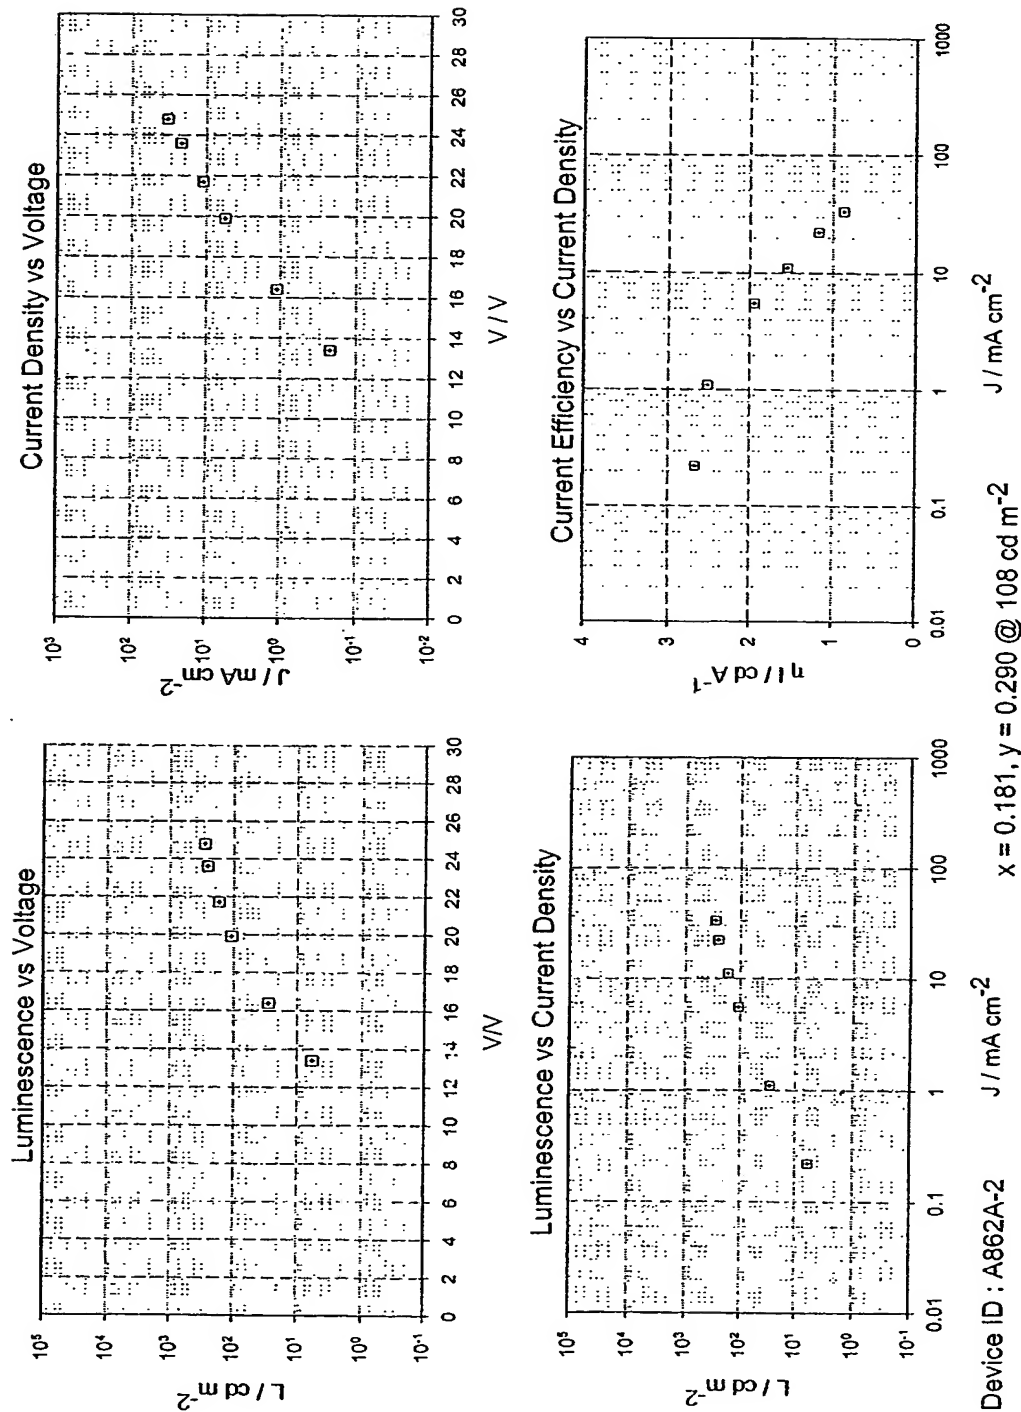 Luminescence vs Voltage
L / cd m⁻²
10⁵
10⁴
10³
10²
10¹
10⁰
10⁻¹
0 2 4 6 8 10 12 14 16 18 20 22 24 26 28 30
V/V
Current Density vs Voltage
J / mA cm⁻²
10³
10²
10¹
10⁰
10⁻¹
10⁻²
0 2 4 6 8 10 12 14 16 18 20 22 24 26 28 30
V / V
Luminescence vs Current Density
L / cd m⁻²
10⁵
10⁴
10³
10²
10¹
10⁰
10⁻¹
0.01 0.1 1 10 100 1000
J / mA cm⁻²
Current Efficiency vs Current Density
η I / cd A⁻¹
4
3
2
1
0
0.01 0.1 1 10 100 1000
J / mA cm⁻²
Device ID : A862A-2
x = 0.181, y = 0.290 @ 108 cd m⁻²